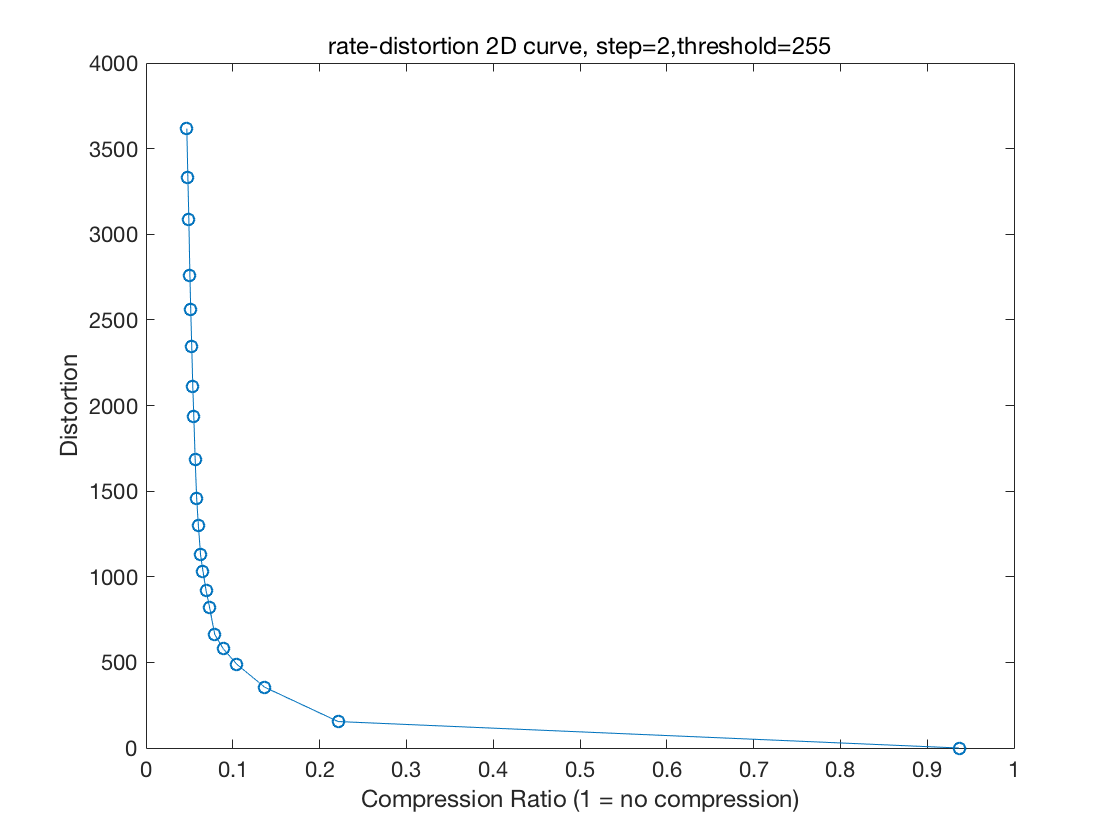 rate-distortion 2D curve, step=2,threshold=255
4000
3500
3000
2500
2000
1500
1000
500
0
Distortion
0 0.1 0.2 0.3 0.4 0.5 0.6 0.7 0.8 0.9 1
Compression Ratio (1 = no compression)